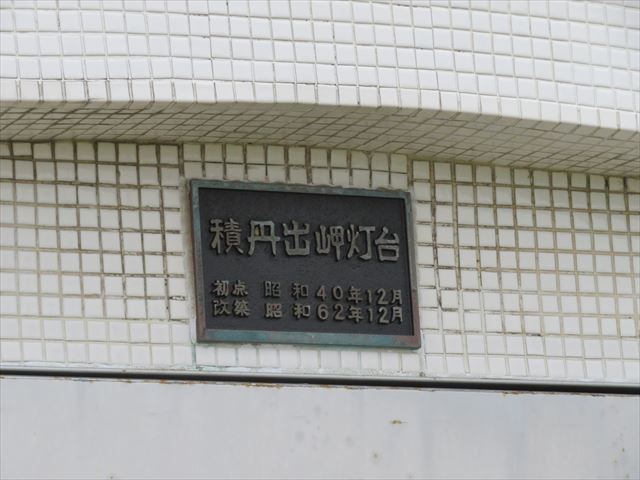 積丹出岬灯台
初点 昭和40年12月
改築 昭和62年12月